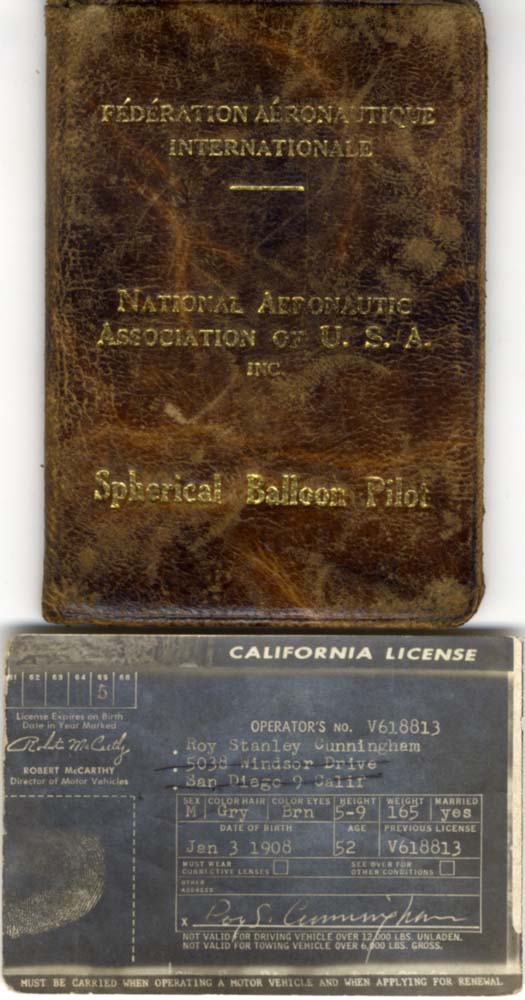 FÉDÉRATION AÉRONAUTIQUE
INTERNATIONALE
NATIONAL AERONAUTIC
ASSOCIATION OF U. S. A.
INC.
Spherical Balloon Pilot
CALIFORNIA LICENSE
61 62 63 64 65 66
5
License Expires on Birth
Date in Year Marked
Robt McCarthy
ROBERT McCARTHY
Director of Motor Vehicles
OPERATOR'S NO. V618813
Roy Stanley Cunningham
5038 Windsor Drive
San Diego 9 Calif
SEX COLOR HAIR COLOR EYES HEIGHT WEIGHT MARRIED
M Gry Brn 5-9 165 yes
DATE OF BIRTH AGE PREVIOUS LICENSE
Jan 3 1908 52 V618813
MUST WEAR CORRECTIVE LENSES SEE OVER FOR OTHER CONDITIONS
OTHER ADDRESS
X Roy S. Cunningham
NOT VALID FOR DRIVING VEHICLE OVER 12,000 LBS. UNLADEN.
NOT VALID FOR TOWING VEHICLE OVER 6,000 LBS. GROSS.
MUST BE CARRIED WHEN OPERATING A MOTOR VEHICLE AND WHEN APPLYING FOR RENEWAL